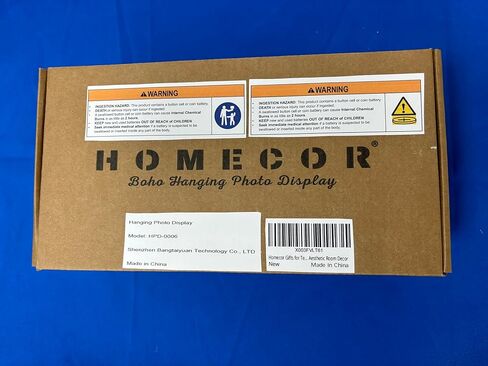 WARNING
• INGESTION HAZARD: This product contains a button cell or coin battery.
• DEATH or serious injury can occur if ingested.
• A swallowed button cell or coin battery can cause Internal Chemical
Burns in as little as 2 hours.
• KEEP new and used batteries OUT OF REACH of CHILDREN
• Seek immediate medical attention if a battery is suspected to be
swallowed or inserted inside any part of the body.
WARNING
• INGESTION HAZARD: This product contains a button cell or coin battery.
• DEATH or serious injury can occur if ingested.
• A swallowed button cell or coin battery can cause Internal Chemical
Burns in as little as 2 hours.
• KEEP new and used batteries OUT OF REACH of CHILDREN
• Seek immediate medical attention if a battery is suspected to be
swallowed or inserted inside any part of the body.
HOMECOR®
Boho Hanging Photo Display
Hanging Photo Display
Model: HPD-0006
Shenzhen Bangtaiyuan Technology Co., LTD
Made in China
X003FVLT61
Homecor Gifts for Te... Aesthetic Room Decor
New
Made in China